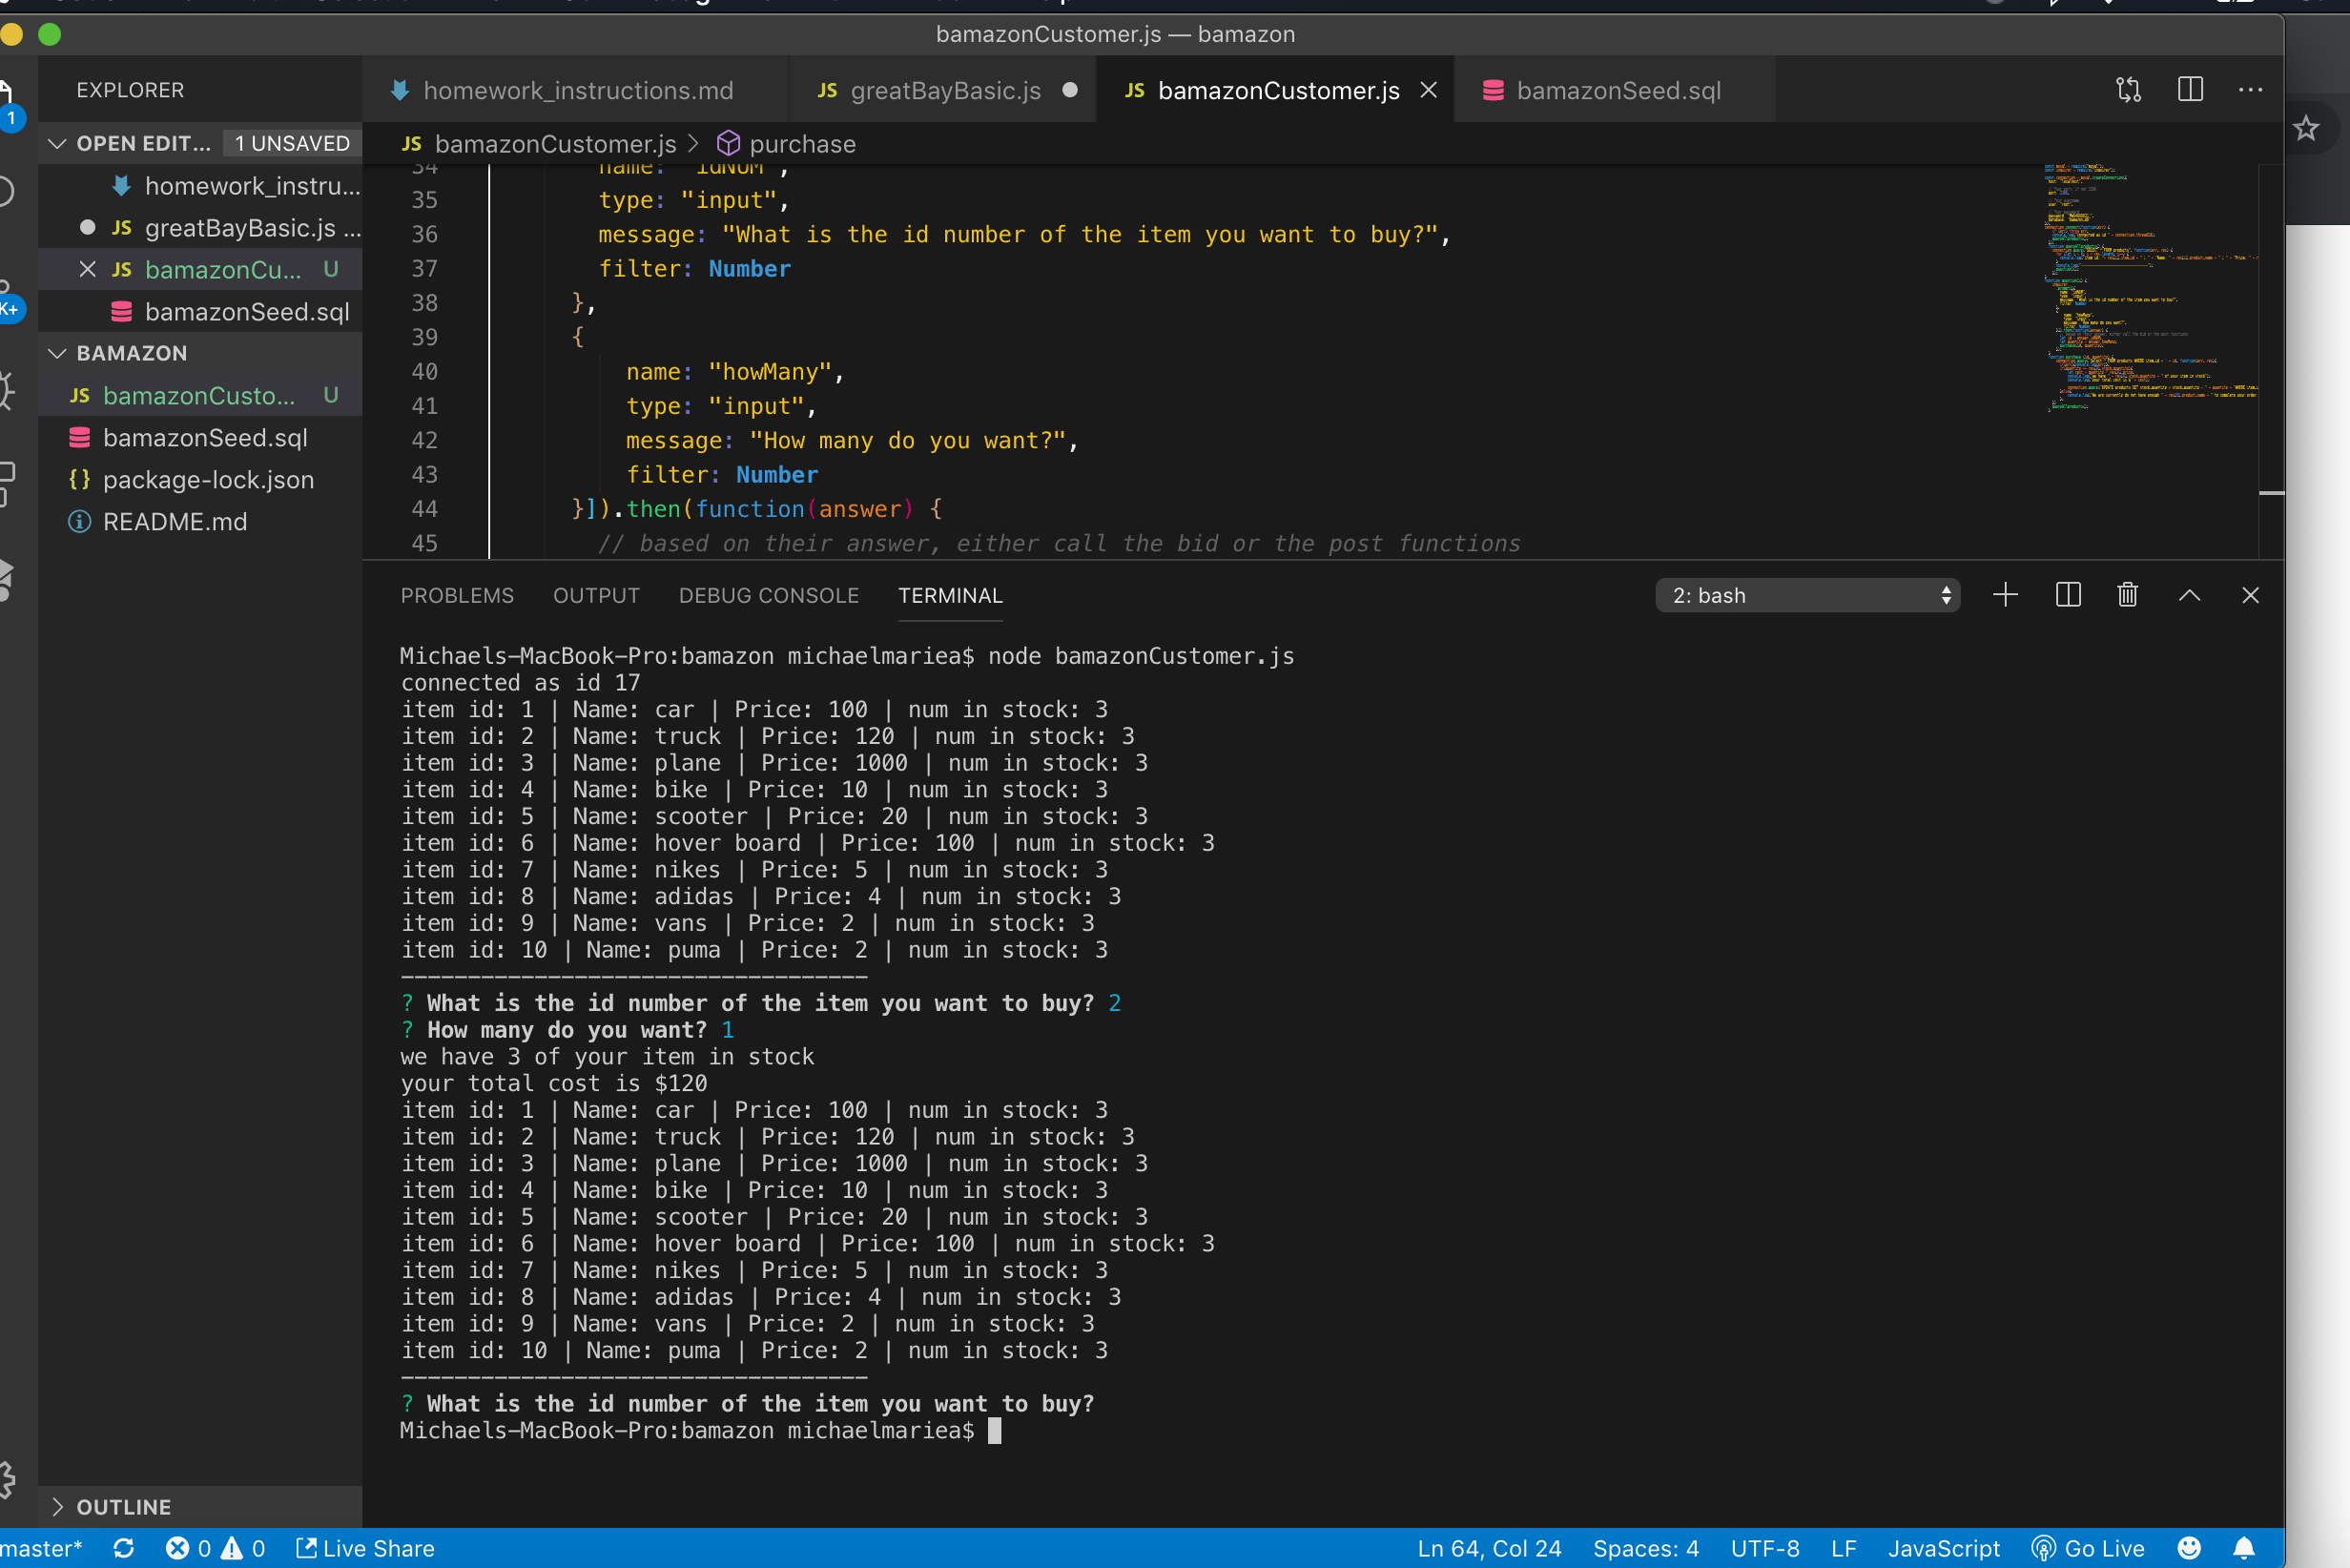 bamazonCustomer.js — bamazon
EXPLORER
homework_instructions.md
JS greatBayBasic.js
JS bamazonCustomer.js
bamazonSeed.sql
1
OPEN EDIT... 1 UNSAVED
JS bamazonCustomer.js > purchase
homework_instru...
JS greatBayBasic.js ...
JS bamazonCu... U
bamazonSeed.sql
K+
BAMAZON
JS bamazonCusto... U
bamazonSeed.sql
{} package-lock.json
README.md
34 name: "idNUM",
35 type: "input",
36 message: "What is the id number of the item you want to buy?",
37 filter: Number
38 },
39 {
40 name: "howMany",
41 type: "input",
42 message: "How many do you want?",
43 filter: Number
44 }]).then(function(answer) {
45 // based on their answer, either call the bid or the post functions
PROBLEMS OUTPUT DEBUG CONSOLE TERMINAL 2: bash
Michaels-MacBook-Pro:bamazon michaelmariea$ node bamazonCustomer.js
connected as id 17
item id: 1 | Name: car | Price: 100 | num in stock: 3
item id: 2 | Name: truck | Price: 120 | num in stock: 3
item id: 3 | Name: plane | Price: 1000 | num in stock: 3
item id: 4 | Name: bike | Price: 10 | num in stock: 3
item id: 5 | Name: scooter | Price: 20 | num in stock: 3
item id: 6 | Name: hover board | Price: 100 | num in stock: 3
item id: 7 | Name: nikes | Price: 5 | num in stock: 3
item id: 8 | Name: adidas | Price: 4 | num in stock: 3
item id: 9 | Name: vans | Price: 2 | num in stock: 3
item id: 10 | Name: puma | Price: 2 | num in stock: 3
-----------------------------------
? What is the id number of the item you want to buy? 2
? How many do you want? 1
we have 3 of your item in stock
your total cost is $120
item id: 1 | Name: car | Price: 100 | num in stock: 3
item id: 2 | Name: truck | Price: 120 | num in stock: 3
item id: 3 | Name: plane | Price: 1000 | num in stock: 3
item id: 4 | Name: bike | Price: 10 | num in stock: 3
item id: 5 | Name: scooter | Price: 20 | num in stock: 3
item id: 6 | Name: hover board | Price: 100 | num in stock: 3
item id: 7 | Name: nikes | Price: 5 | num in stock: 3
item id: 8 | Name: adidas | Price: 4 | num in stock: 3
item id: 9 | Name: vans | Price: 2 | num in stock: 3
item id: 10 | Name: puma | Price: 2 | num in stock: 3
-----------------------------------
? What is the id number of the item you want to buy?
Michaels-MacBook-Pro:bamazon michaelmariea$
OUTLINE
master* 0 0 Live Share Ln 64, Col 24 Spaces: 4 UTF-8 LF JavaScript Go Live